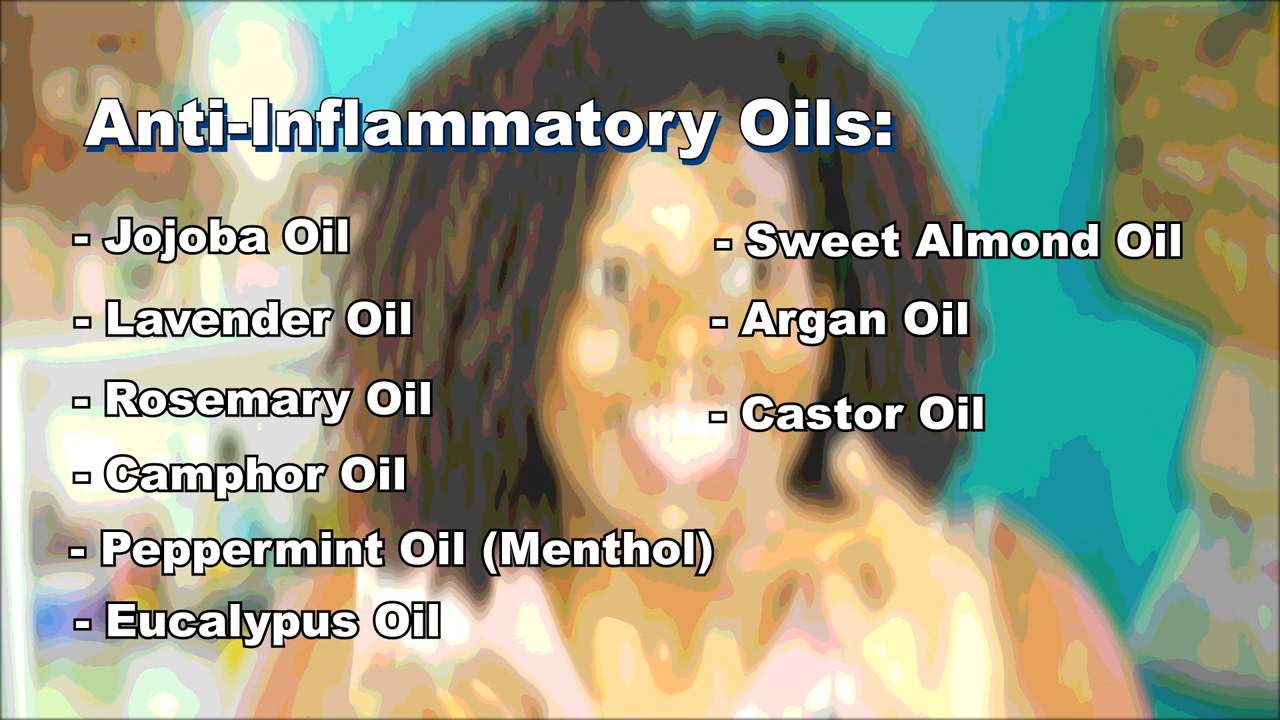 Anti-Inflammatory Oils:
- Jojoba Oil
- Lavender Oil
- Rosemary Oil
- Camphor Oil
- Peppermint Oil (Menthol)
- Eucalypus Oil
- Sweet Almond Oil
- Argan Oil
- Castor Oil